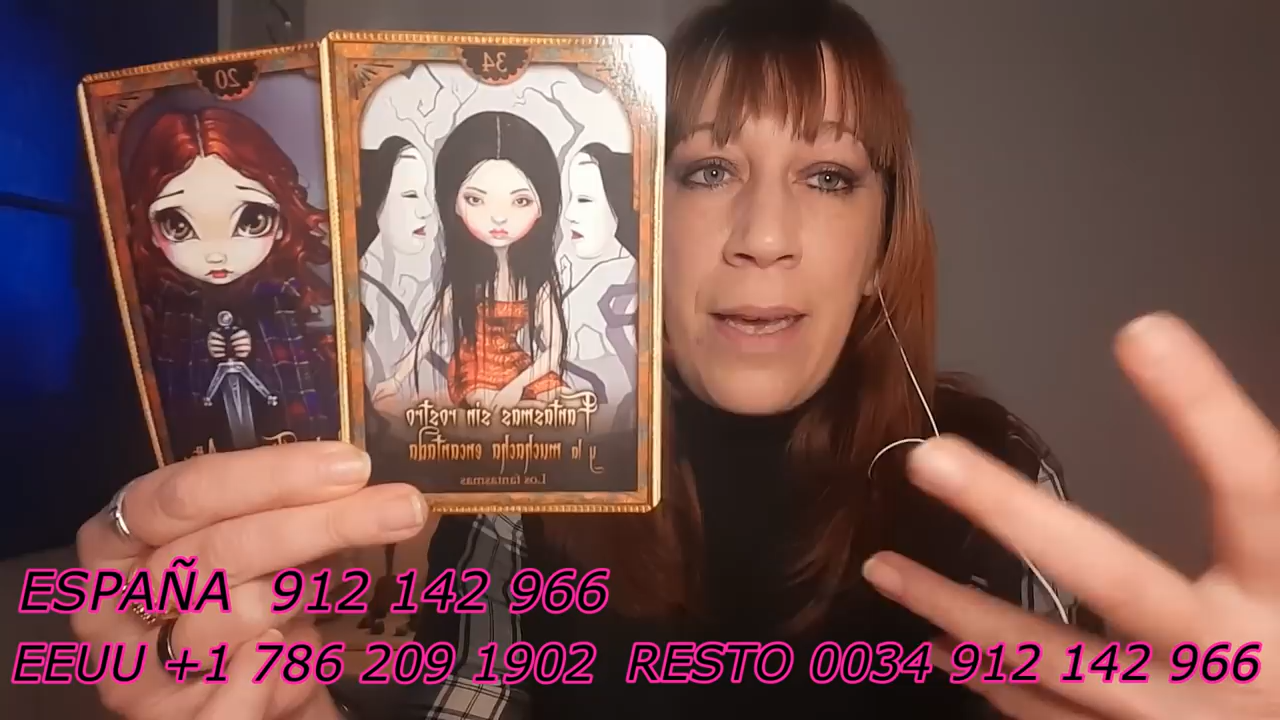 20
34
Fantasmas sin rostro
y la muchacha encantada
Los fantasmas
ESPAÑA 912 142 966
EEUU +1 786 209 1902 RESTO 0034 912 142 966